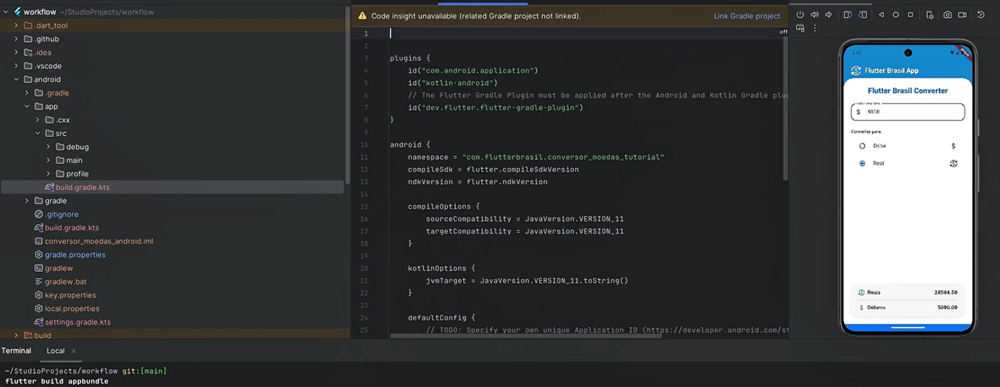 workflow ~/StudioProjects/workflow
.dart_tool
.github
.idea
.vscode
android
.gradle
app
.cxx
src
debug
main
profile
build.gradle.kts
gradle
.gitignore
build.gradle.kts
conversor_moedas_android.iml
gradle.properties
gradlew
gradlew.bat
key.properties
local.properties
settings.gradle.kts
build
Code insight unavailable (related Gradle project not linked). Link Gradle project
off
1
2
3 plugins {
4 id("com.android.application")
5 id("kotlin-android")
6 // The Flutter Gradle Plugin must be applied after the Android and Kotlin Gradle plug
7 id("dev.flutter.flutter-gradle-plugin")
8 }
9
10 android {
11 namespace = "com.flutterbrasil.conversor_moedas_tutorial"
12 compileSdk = flutter.compileSdkVersion
13 ndkVersion = flutter.ndkVersion
14
15 compileOptions {
16 sourceCompatibility = JavaVersion.VERSION_11
17 targetCompatibility = JavaVersion.VERSION_11
18 }
19
20 kotlinOptions {
21 jvmTarget = JavaVersion.VERSION_11.toString()
22 }
23
24 defaultConfig {
25 // TODO: Specify your own unique Application ID (https://developer.android.com/st
Flutter Brasil App
Flutter Brasil Converter
$ 5000
Converter para:
Dólar $
Real
Reais 28504.50
$ Dólares 5000.00
Terminal Local
~/StudioProjects/workflow git:[main]
flutter build appbundle